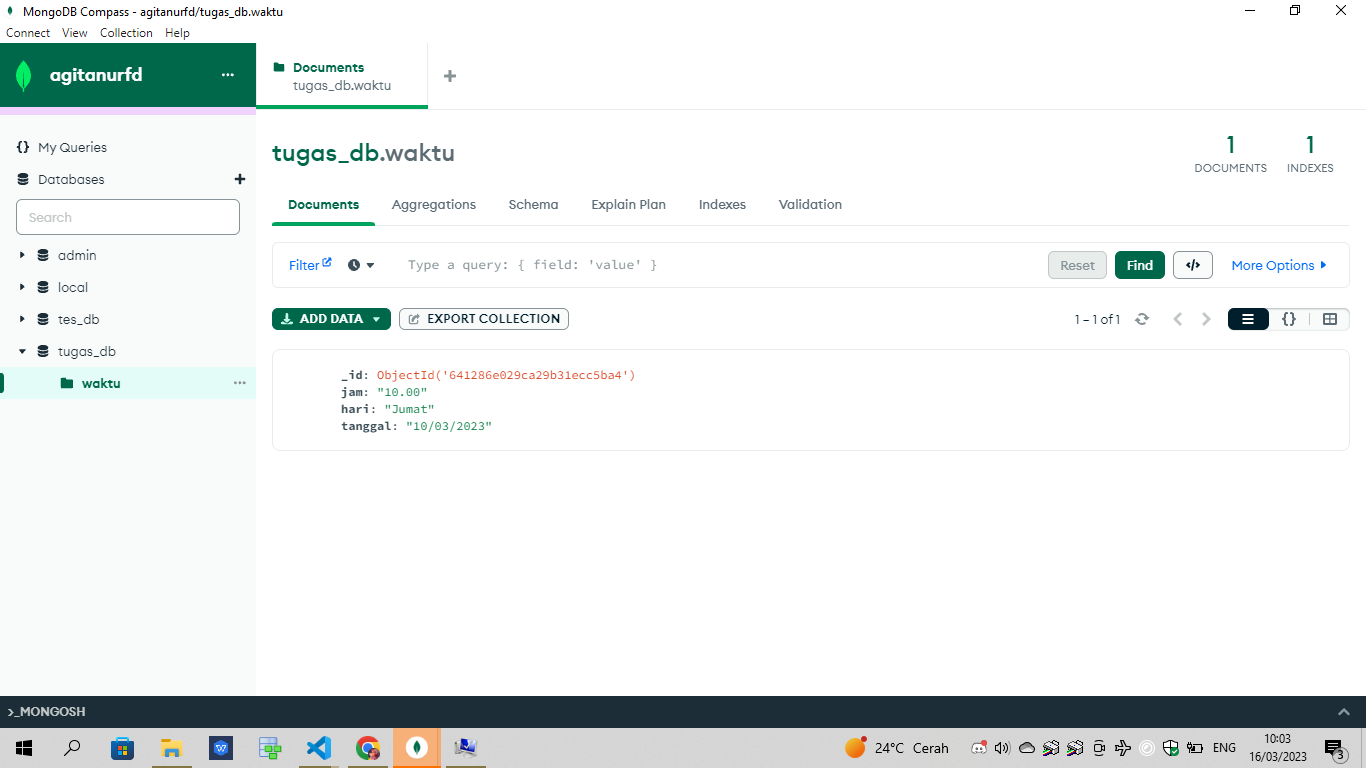 MongoDB Compass - agitanurfd/tugas_db.waktu
Connect View Collection Help
agitanurfd
Documents
tugas_db.waktu
My Queries
Databases
Search
admin
local
tes_db
tugas_db
waktu
tugas_db.waktu
1 DOCUMENTS
1 INDEXES
Documents Aggregations Schema Explain Plan Indexes Validation
Filter Type a query: { field: 'value' } Reset Find </> More Options
ADD DATA EXPORT COLLECTION 1 – 1 of 1 {}
_id: ObjectId('641286e029ca29b31ecc5ba4')
jam: "10.00"
hari: "Jumat"
tanggal: "10/03/2023"
>_MONGOSH
24°C Cerah ENG 10:03
16/03/2023
3